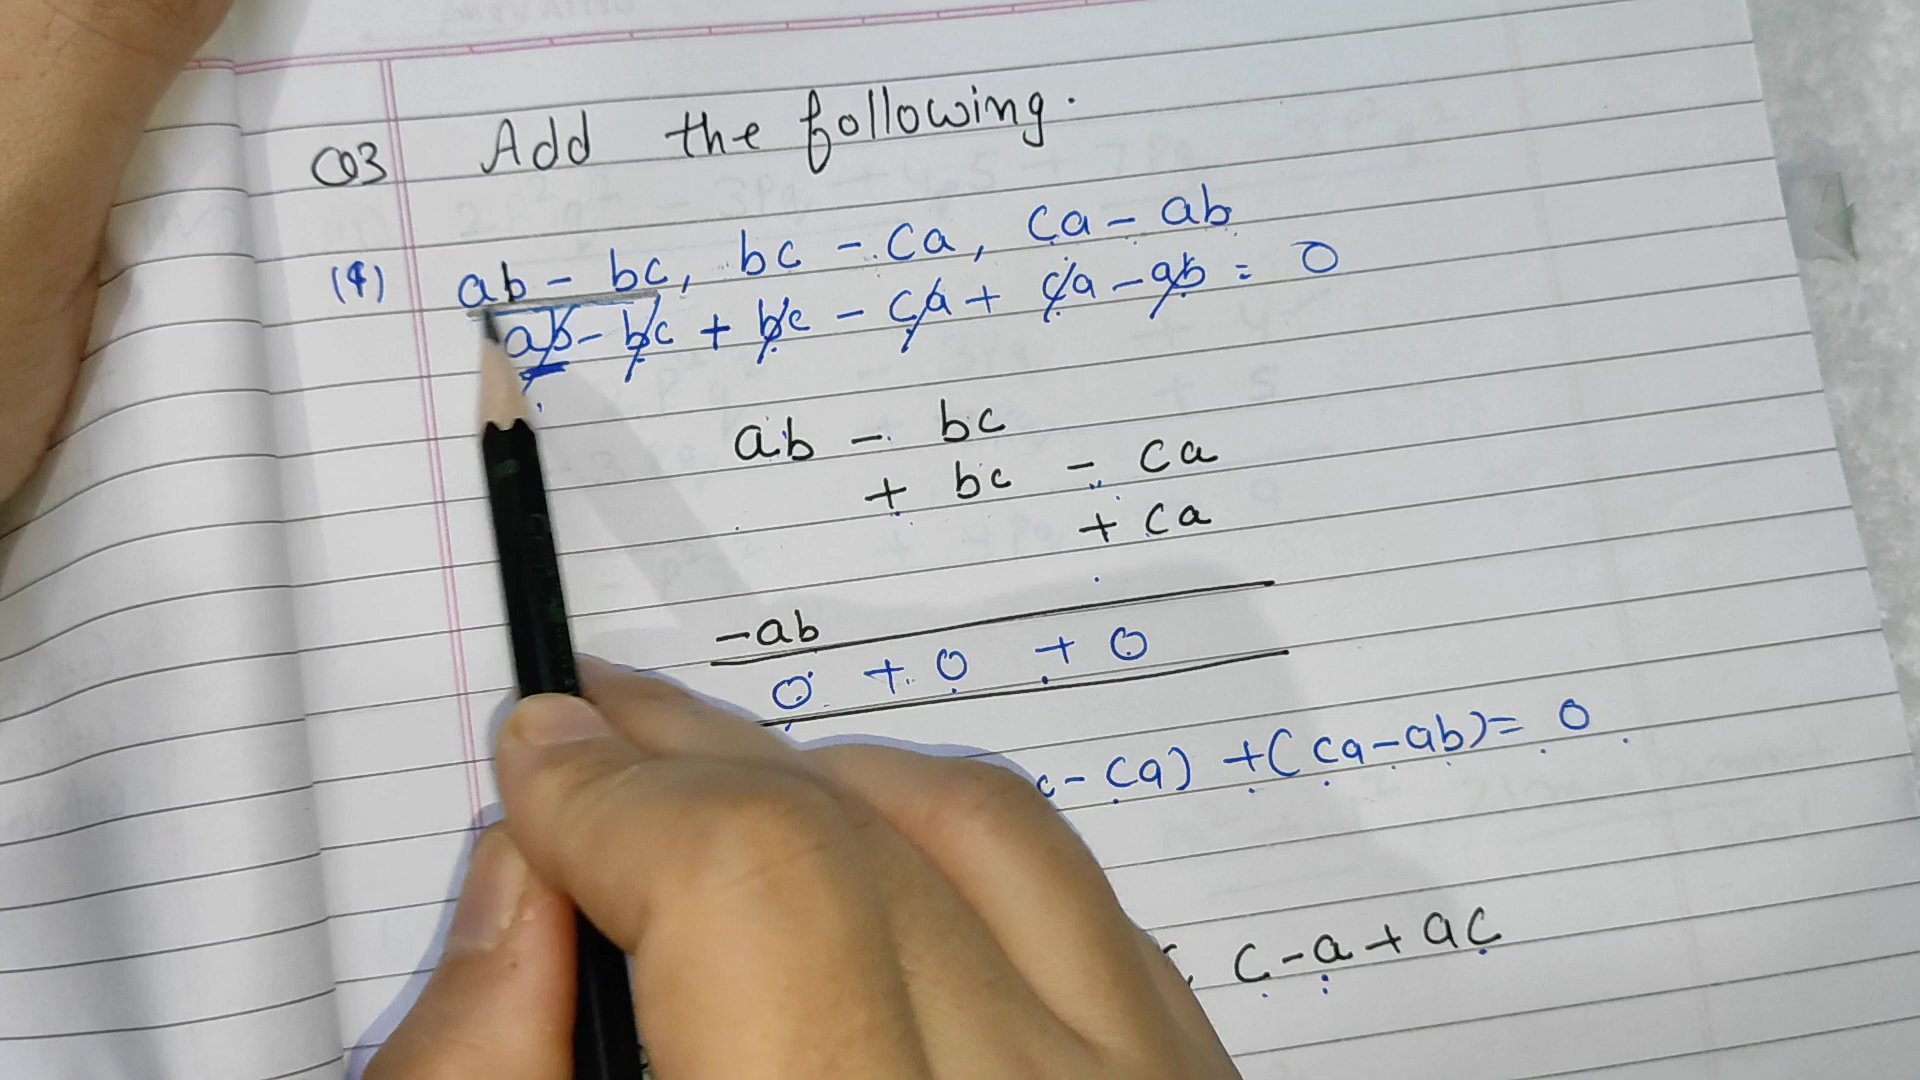 Q3 Add the following.
(i) ab - bc, bc - ca, ca - ab
ab - bc + bc - ca + ca - ab = 0
ab - bc
+ bc - ca
+ ca
-ab
0 + 0 + 0
c - ca) + (ca - ab) = 0
c - a + ac